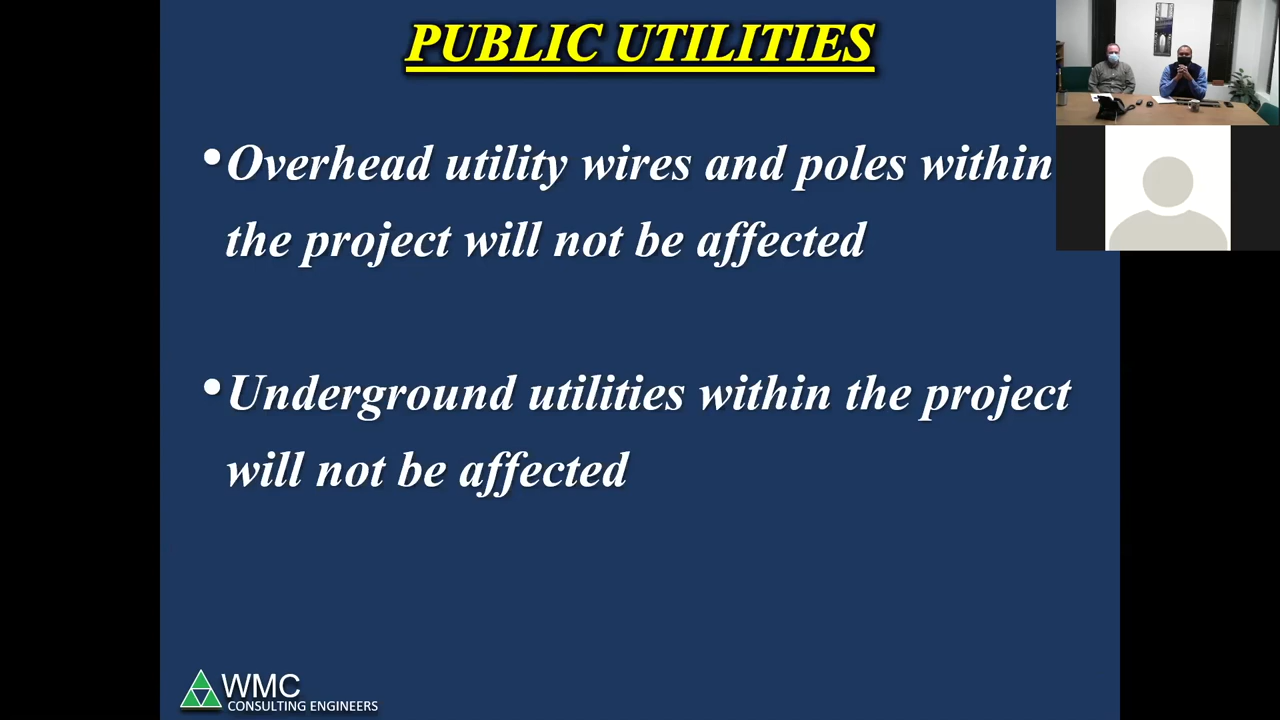 PUBLIC UTILITIES
•Overhead utility wires and poles within
the project will not be affected
•Underground utilities within the project
will not be affected
WMC
CONSULTING ENGINEERS